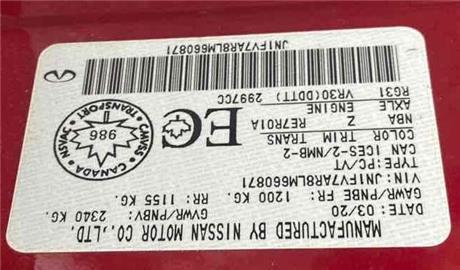 MANUFACTURED BY NISSAN MOTOR CO.,LTD.
DATE: 03/20 GVWR/PNBV: 2340 KG
GAWR/PNBE FR: 1200 KG RR: 1155 KG
VIN: JN1FV7AR8LM660871
TYPE: PC/VT
CAN ICES-2/NMB-2
COLOR TRIM TRANS
NBA Z RE7R01A
AXLE ENGINE
RG31 VR30(DDTT) 2997CC
EC
TRANSPORT
CMVSS
986
NSVAC
CANADA
JN1FV7AR8LM660871